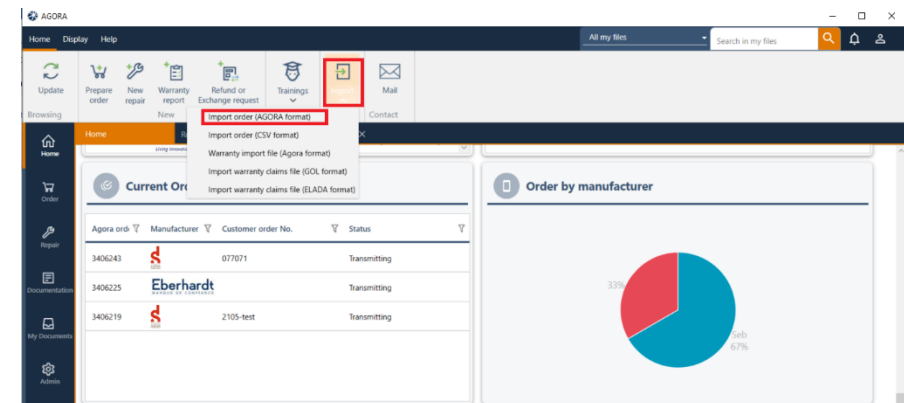 AGORA
Home Display Help
All my files
Search in my files
Update
Prepare order
New repair
Warranty report
Refund or Exchange request
Trainings
Import
Mail
Browsing
New
Contact
Import order (AGORA format)
Import order (CSV format)
Warranty import file (Agora format)
Import warranty claims file (GOL format)
Import warranty claims file (ELADA format)
Home
Home
Order
Repair
Documentation
My Documents
Admin
Current Ord
Order by manufacturer
Agora ord Manufacturer Customer order No. Status
3406243 077071 Transmitting
3406225 Eberhardt Transmitting
3406219 2105-test Transmitting
33%
Seb
67%